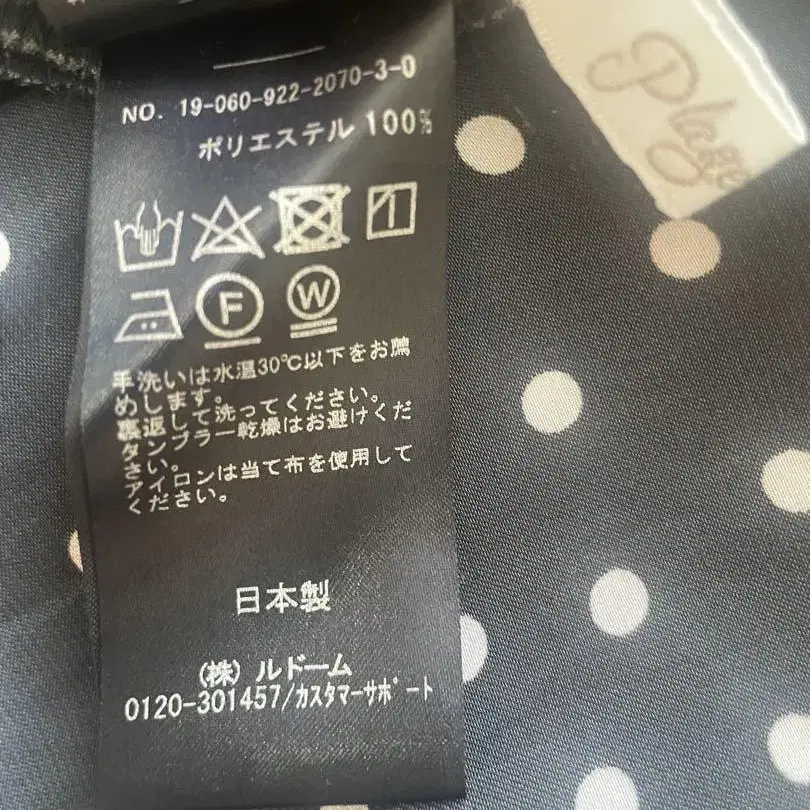 NO. 19-060-922-2070-3-0
ポリエステル 100%
F
W
手洗いは水温30℃以下をお薦
めします。
裏返して洗ってください。
タンブラー乾燥はお避けくだ
さい。
アイロンは当て布を使用して
ください。
日本製
(株) ルドーム
0120-301457/カスタマーサポート